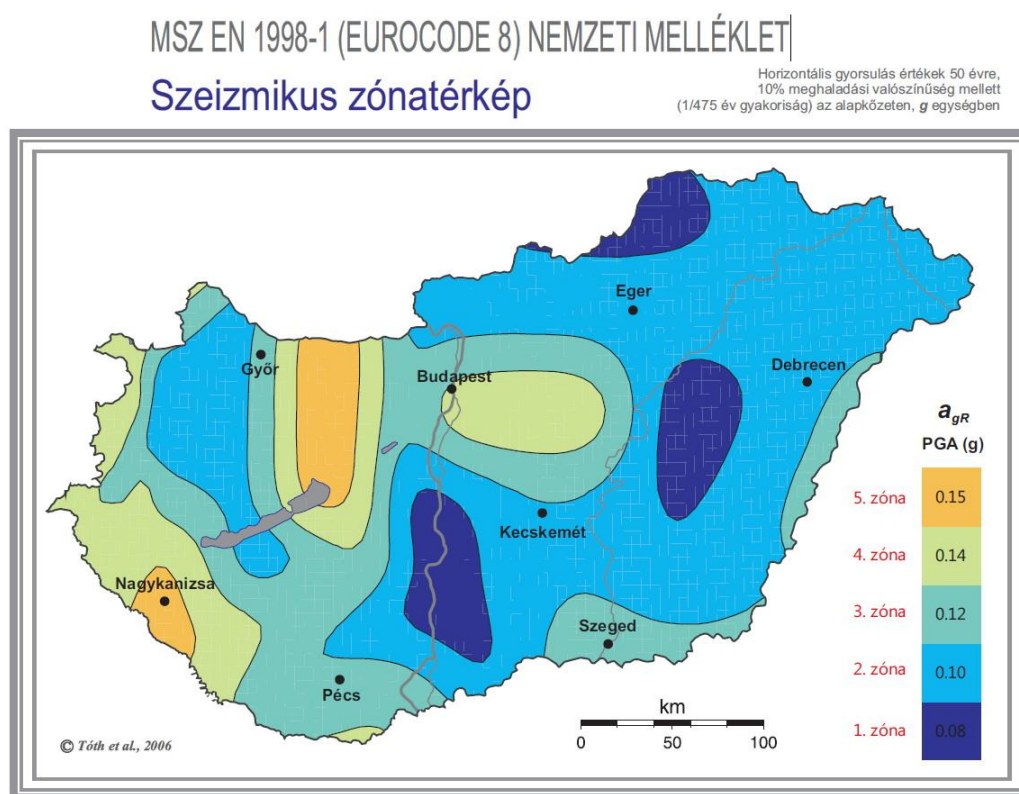 MSZ EN 1998-1 (EUROCODE 8) NEMZETI MELLÉKLET
Szeizmikus zónatérkép
Horizontális gyorsulás értékek 50 évre,
10% meghaladási valószínűség mellett
(1/475 év gyakoriság) az alapkőzeten, g egységben
Eger
Győr
Budapest
Debrecen
Kecskemét
Nagykanizsa
Szeged
Pécs
a gR
PGA (g)
5. zóna 0.15
4. zóna 0.14
3. zóna 0.12
2. zóna 0.10
1. zóna 0.08
km
0 50 100
© Tóth et al., 2006